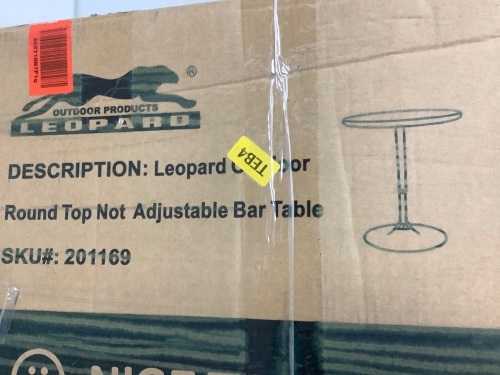 ®
OUTDOOR PRODUCTS
LEOPARD
TEB4
DESCRIPTION: Leopard
Round Top Not Adjustable Bar Table
SKU#: 201169